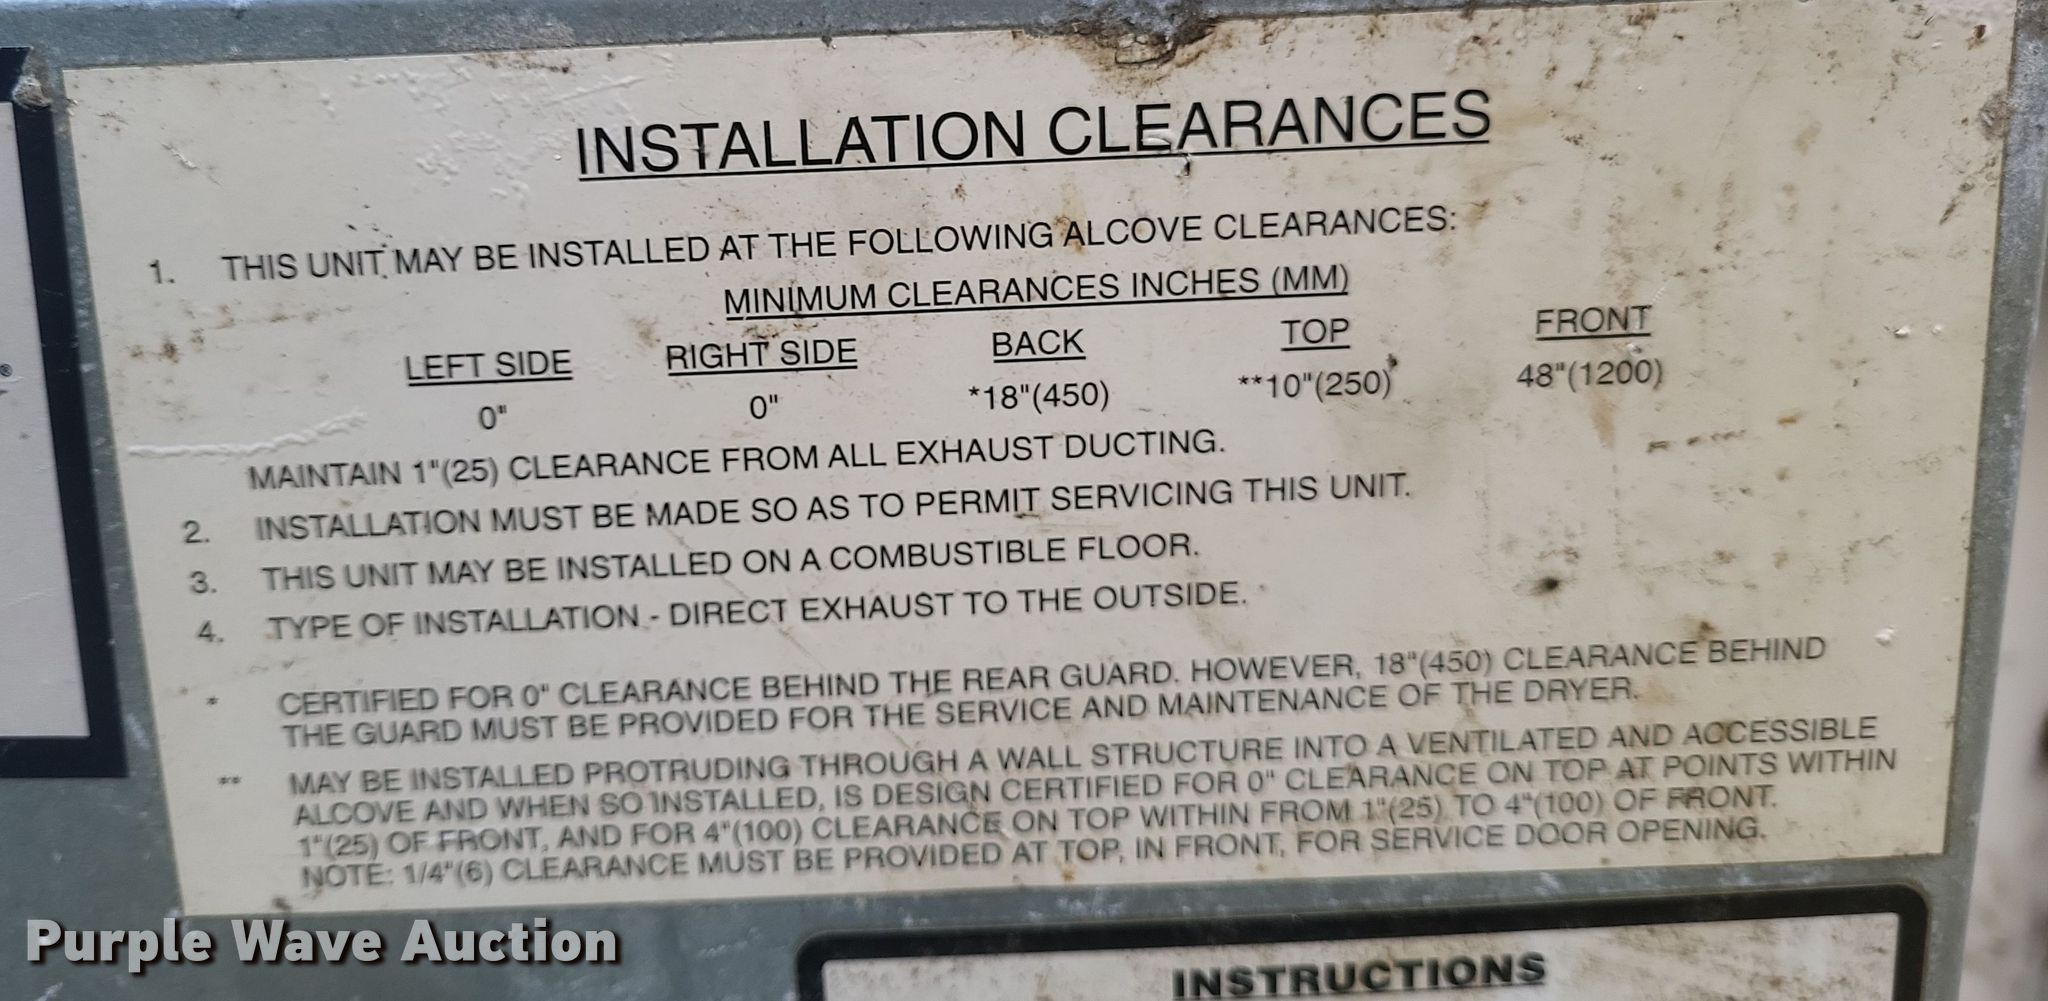 INSTALLATION CLEARANCES
1. THIS UNIT MAY BE INSTALLED AT THE FOLLOWING ALCOVE CLEARANCES:
MINIMUM CLEARANCES INCHES (MM)
LEFT SIDE RIGHT SIDE BACK TOP FRONT
0" 0" *18"(450) **10"(250) 48"(1200)
MAINTAIN 1"(25) CLEARANCE FROM ALL EXHAUST DUCTING.
2. INSTALLATION MUST BE MADE SO AS TO PERMIT SERVICING THIS UNIT.
3. THIS UNIT MAY BE INSTALLED ON A COMBUSTIBLE FLOOR.
4. TYPE OF INSTALLATION - DIRECT EXHAUST TO THE OUTSIDE.
* CERTIFIED FOR 0" CLEARANCE BEHIND THE REAR GUARD. HOWEVER, 18"(450) CLEARANCE BEHIND
THE GUARD MUST BE PROVIDED FOR THE SERVICE AND MAINTENANCE OF THE DRYER.
** MAY BE INSTALLED PROTRUDING THROUGH A WALL STRUCTURE INTO A VENTILATED AND ACCESSIBLE
ALCOVE AND WHEN SO INSTALLED, IS DESIGN CERTIFIED FOR 0" CLEARANCE ON TOP AT POINTS WITHIN
1"(25) OF FRONT, AND FOR 4"(100) CLEARANCE ON TOP WITHIN FROM 1"(25) TO 4"(100) OF FRONT.
NOTE: 1/4"(6) CLEARANCE MUST BE PROVIDED AT TOP, IN FRONT, FOR SERVICE DOOR OPENING.
®
Purple Wave Auction
INSTRUCTIONS